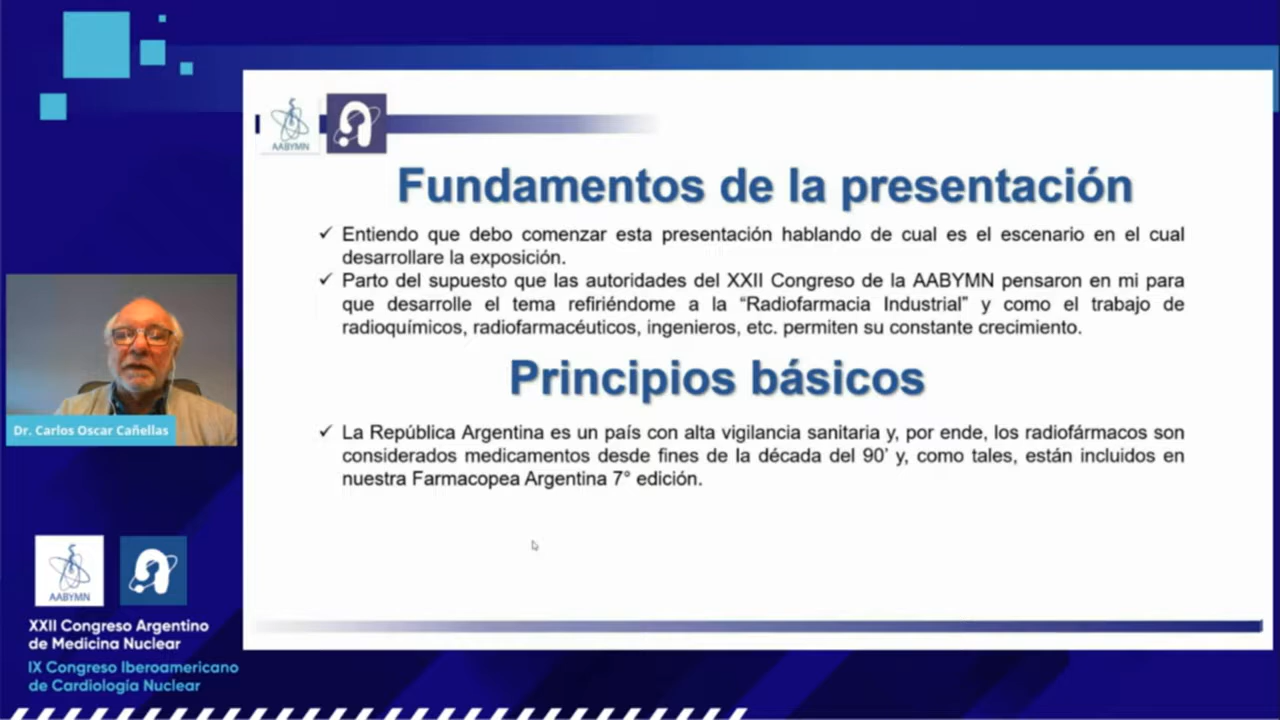 AABYMN
Fundamentos de la presentación
✓ Entiendo que debo comenzar esta presentación hablando de cual es el escenario en el cual
desarrollare la exposición.
✓ Parto del supuesto que las autoridades del XXII Congreso de la AABYMN pensaron en mi para
que desarrolle el tema refiriéndome a la “Radiofarmacia Industrial” y como el trabajo de
radioquímicos, radiofarmacéuticos, ingenieros, etc. permiten su constante crecimiento.
Principios básicos
✓ La República Argentina es un país con alta vigilancia sanitaria y, por ende, los radiofármacos son
considerados medicamentos desde fines de la década del 90’ y, como tales, están incluidos en
nuestra Farmacopea Argentina 7° edición.
Dr. Carlos Oscar Cañellas
AABYMN
XXII Congreso Argentino
de Medicina Nuclear
IX Congreso Iberoamericano
de Cardiología Nuclear